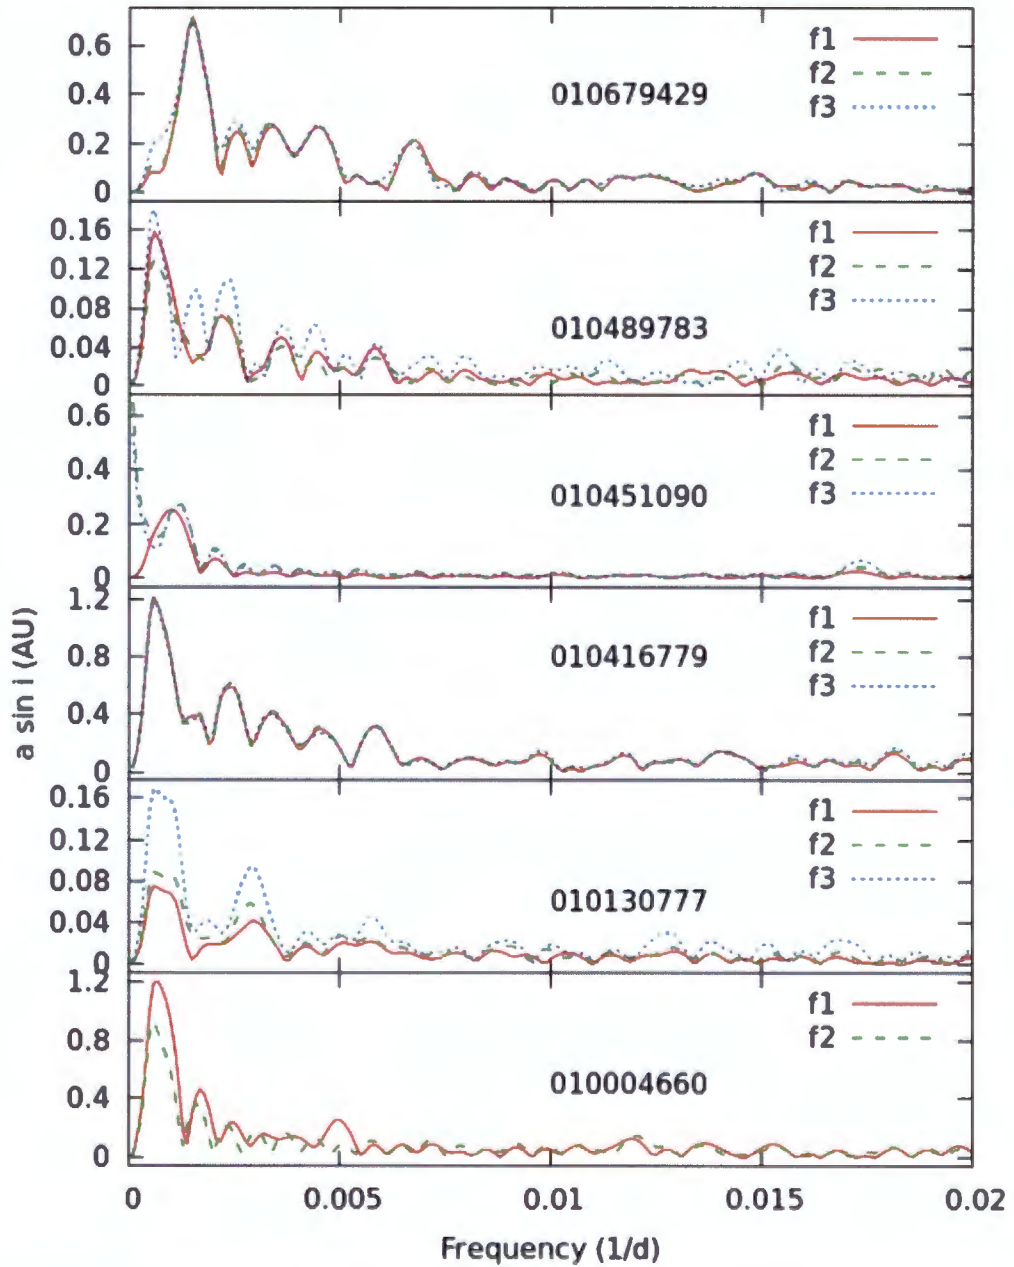 0.6
0.4
0.2
0
010679429
f1
f2
f3
0.16
0.12
0.08
0.04
0
010489783
f1
f2
f3
0.6
0.4
0.2
0
010451090
f1
f2
f3
1.2
0.8
0.4
0
010416779
f1
f2
f3
0.16
0.12
0.08
0.04
0
010130777
f1
f2
f3
1.2
0.8
0.4
0
010004660
f1
f2
a sin i (AU)
0 0.005 0.01 0.015 0.02
Frequency (1/d)